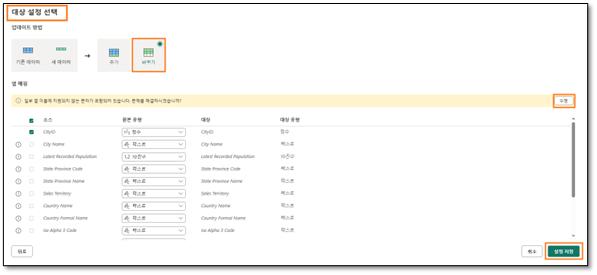 대상 설정 선택
업데이트 방법
기존 데이터 새 데이터 추가 바꾸기
열 매핑
일부 열 이름에 지원되지 않는 문자가 포함되어 있습니다. 문제를 해결하시겠습니까? 수정
소스 원본 유형 대상 대상 유형
CityID 정수 CityID 정수
City Name 텍스트 City Name 텍스트
Latest Recorded Population 1.2 10진수 Latest Recorded Population 10진수
State Province Code 텍스트 State Province Code 텍스트
State Province Name 텍스트 State Province Name 텍스트
Sales Territory 텍스트 Sales Territory 텍스트
Country Name 텍스트 Country Name 텍스트
Country Formal Name 텍스트 Country Formal Name 텍스트
Iso Alpha 3 Code 텍스트 Iso Alpha 3 Code 텍스트
뒤로 취소 설정 저장